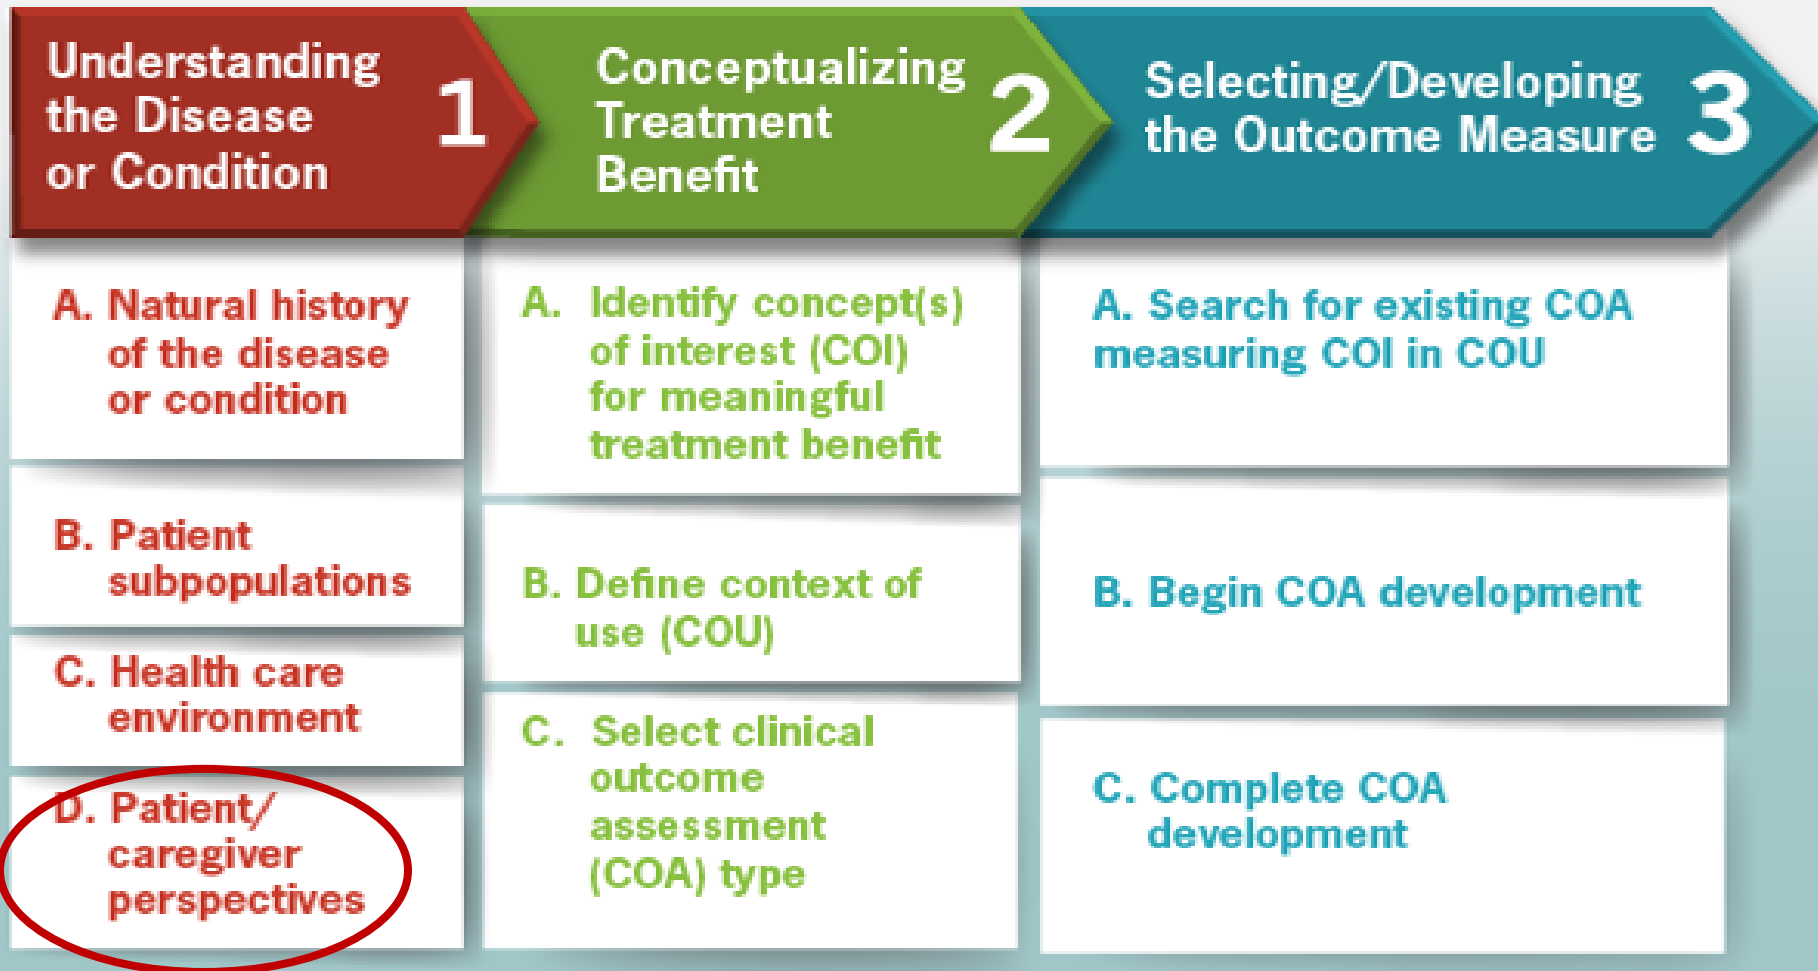 Understanding
the Disease
or Condition
1
Conceptualizing
Treatment
Benefit
2
Selecting/Developing
the Outcome Measure
3
A. Natural history
of the disease
or condition
B. Patient
subpopulations
C. Health care
environment
D. Patient/
caregiver
perspectives
A. Identify concept(s)
of interest (COI)
for meaningful
treatment benefit
B. Define context of
use (COU)
C. Select clinical
outcome
assessment
(COA) type
A. Search for existing COA
measuring COI in COU
B. Begin COA development
C. Complete COA
development